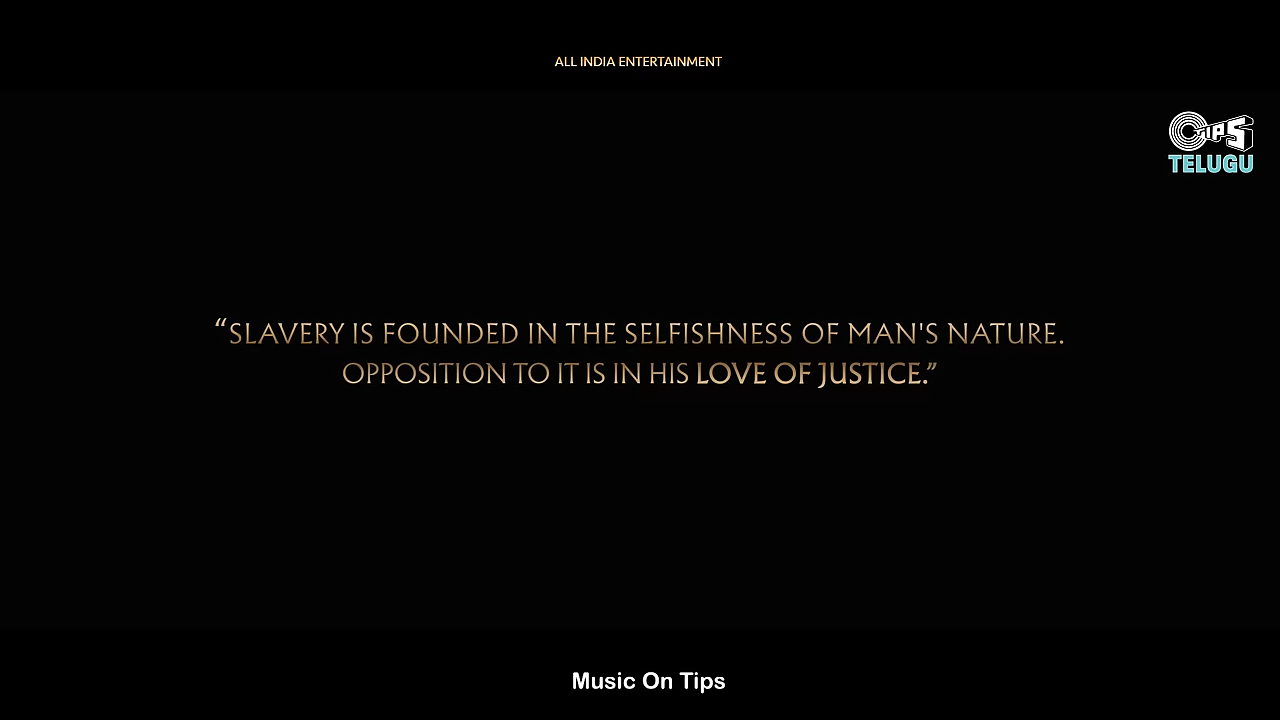 ALL INDIA ENTERTAINMENT
TIPS
TELUGU
“SLAVERY IS FOUNDED IN THE SELFISHNESS OF MAN'S NATURE.
OPPOSITION TO IT IS IN HIS LOVE OF JUSTICE.”
Music On Tips